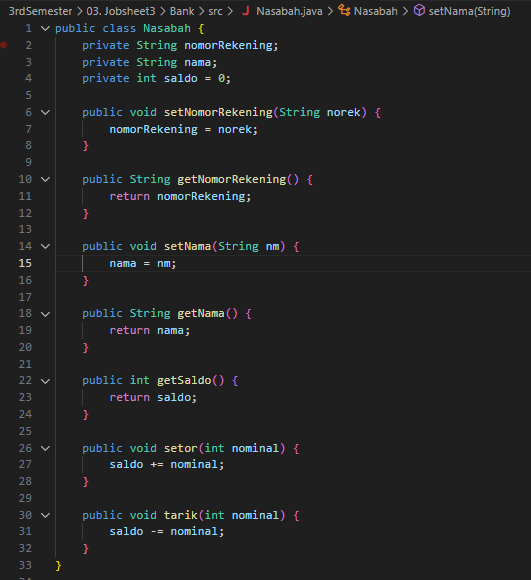 3rdSemester > 03. Jobsheet3 > Bank > src > J Nasabah.java > Nasabah > setNama(String)
1 public class Nasabah {
2 private String nomorRekening;
3 private String nama;
4 private int saldo = 0;
5
6 public void setNomorRekening(String norek) {
7 nomorRekening = norek;
8 }
9
10 public String getNomorRekening() {
11 return nomorRekening;
12 }
13
14 public void setNama(String nm) {
15 nama = nm;
16 }
17
18 public String getNama() {
19 return nama;
20 }
21
22 public int getSaldo() {
23 return saldo;
24 }
25
26 public void setor(int nominal) {
27 saldo += nominal;
28 }
29
30 public void tarik(int nominal) {
31 saldo -= nominal;
32 }
33 }